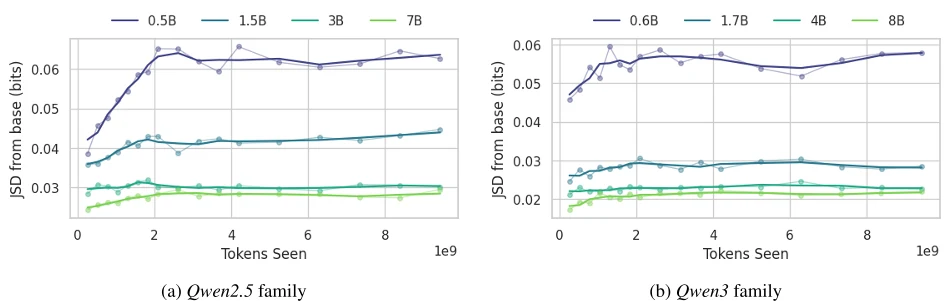 0.5B 1.5B 3B 7B
JSD from base (bits)
0.06
0.05
0.04
0.03
0 2 4 6 8
1e9
Tokens Seen
(a) Qwen2.5 family
0.6B 1.7B 4B 8B
JSD from base (bits)
0.06
0.05
0.04
0.03
0.02
0 2 4 6 8
1e9
Tokens Seen
(b) Qwen3 family